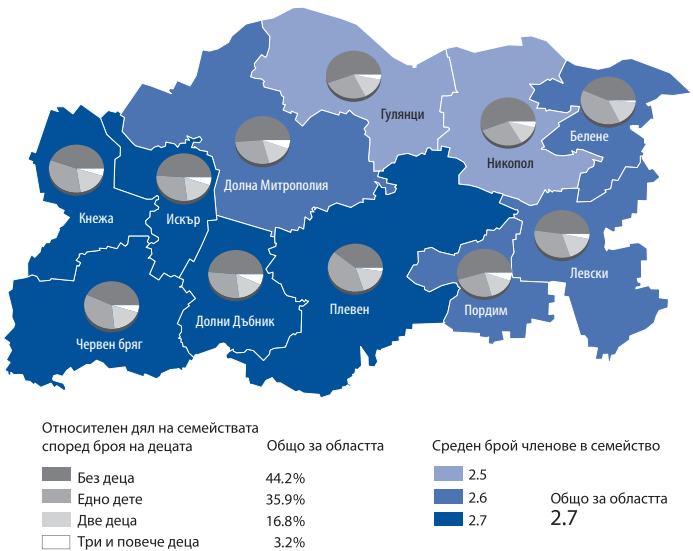 Гулянци
Белене
Никопол
Долна Митрополия
Кнежа
Искър
Левски
Плевен
Пордим
Долни Дъбник
Червен бряг
Относителен дял на семействата
според броя на децата
Общо за областта
Без деца 44.2%
Едно дете 35.9%
Две деца 16.8%
Три и повече деца 3.2%
Среден брой членове в семейство
2.5
2.6
2.7
Общо за областта
2.7